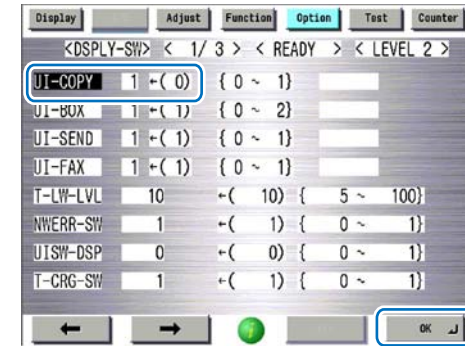 Display Adjust Function Option Test Counter
<DSPLY-SW> < 1/ 3 > < READY > < LEVEL 2 >
UI-COPY 1 ←( 0) { 0 ~ 1}
UI-BOX 1 ←( 1) { 0 ~ 2}
UI-SEND 1 ←( 1) { 0 ~ 1}
UI-FAX 1 ←( 1) { 0 ~ 1}
T-LW-LVL 10 ←( 10) { 5 ~ 100}
NWERR-SW 1 ←( 1) { 0 ~ 1}
UISW-DSP 0 ←( 0) { 0 ~ 1}
T-CRG-SW 1 ←( 1) { 0 ~ 1}
← → i OK ↵